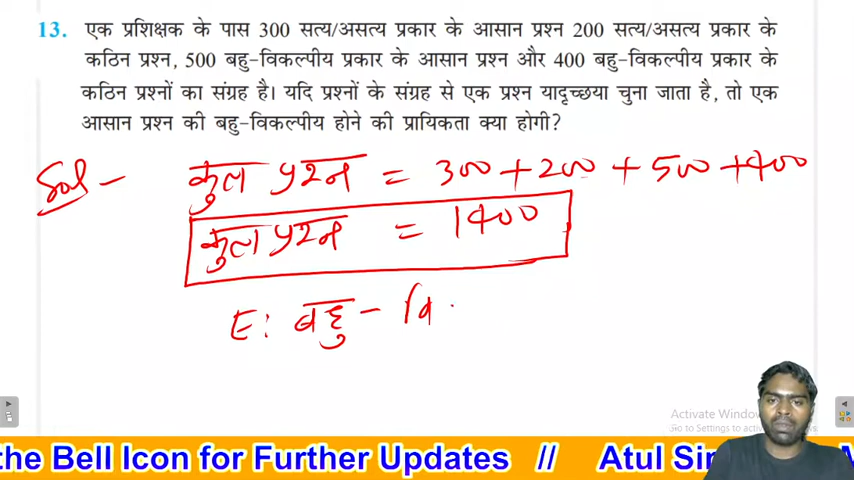 13. एक प्रशिक्षक के पास 300 सत्य/असत्य प्रकार के आसान प्रश्न 200 सत्य/असत्य प्रकार के
कठिन प्रश्न, 500 बहु-विकल्पीय प्रकार के आसान प्रश्न और 400 बहु-विकल्पीय प्रकार के
कठिन प्रश्नों का संग्रह है। यदि प्रश्नों के संग्रह से एक प्रश्न यादृच्छया चुना जाता है, तो एक
आसान प्रश्न की बहु-विकल्पीय होने की प्रायिकता क्या होगी?
Sol - कुल प्रश्न = 300 + 200 + 500 + 400
कुल प्रश्न = 1400
E: बहु - वि
Activate Window
Go to Settings to activat
the Bell Icon for Further Updates // Atul Sin